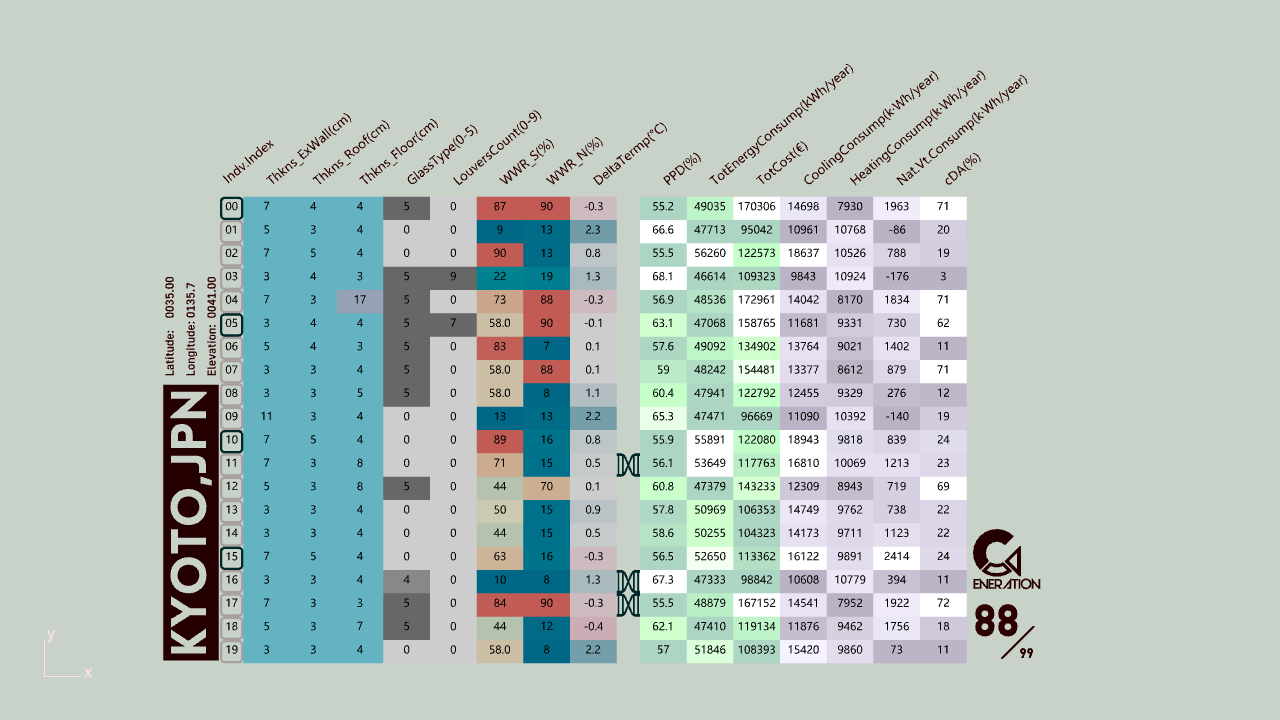 Indv.Index
Thkns_ExWall(cm)
Thkns_Roof(cm)
Thkns_Floor(cm)
GlassType(0-5)
LouversCount(0-9)
WWR_S(%)
WWR_N(%)
DeltaTermp(°C)
PPD(%)
TotEnergyConsump(kWh/year)
TotCost(€)
CoolingConsump(k·Wh/year)
HeatingConsump(k·Wh/year)
Nat.Vt.Consump(k·Wh/year)
cDA(%)
00 7 4 4 5 0 87 90 -0.3 55.2 49035 170306 14698 7930 1963 71
01 5 3 4 0 0 9 13 2.3 66.6 47713 95042 10961 10768 -86 20
02 7 5 4 0 0 90 13 0.8 55.5 56260 122573 18637 10526 788 19
03 3 4 3 5 9 22 19 1.3 68.1 46614 109323 9843 10924 -176 3
04 7 3 17 5 0 73 88 -0.3 56.9 48536 172961 14042 8170 1834 71
05 3 4 4 5 7 58.0 90 -0.1 63.1 47068 158765 11681 9331 730 62
06 5 4 3 5 0 83 7 0.1 57.6 49092 134902 13764 9021 1402 11
07 3 3 4 5 0 58.0 88 0.1 59 48242 154481 13377 8612 879 71
08 3 3 5 5 0 58.0 8 1.1 60.4 47941 122792 12455 9329 276 12
09 11 3 4 0 0 13 13 2.2 65.3 47471 96669 11090 10392 -140 19
10 7 5 4 0 0 89 16 0.8 55.9 55891 122080 18943 9818 839 24
11 7 3 8 0 0 71 15 0.5 56.1 53649 117763 16810 10069 1213 23
12 5 3 8 5 0 44 70 0.1 60.8 47379 143233 12309 8943 719 69
13 3 3 4 0 0 50 15 0.9 57.8 50969 106353 14749 9762 738 22
14 3 3 4 0 0 44 15 0.5 58.6 50255 104323 14173 9711 1123 22
15 7 5 4 0 0 63 16 -0.3 56.5 52650 113362 16122 9891 2414 24
16 3 3 4 4 0 10 8 1.3 67.3 47333 98842 10608 10779 394 11
17 7 3 3 5 0 84 90 -0.3 55.5 48879 167152 14541 7952 1922 72
18 5 3 7 5 0 44 12 -0.4 62.1 47410 119134 11876 9462 1756 18
19 3 3 4 0 0 58.0 8 2.2 57 51846 108393 15420 9860 73 11
Latitude: 0035.00
Longitude: 0135.7
Elevation: 0041.00
KYOTO,JPN
ENERATION
88/99
y
x